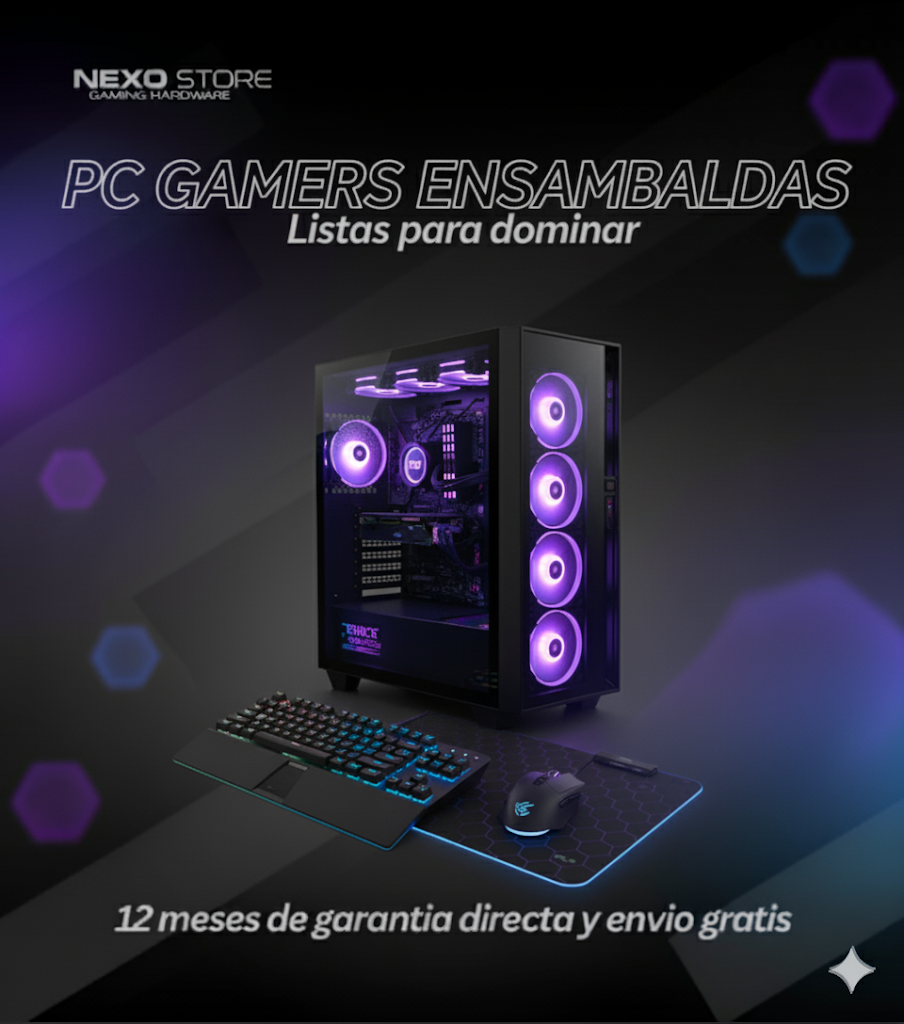 NEXO STORE
GAMING HARDWARE
PC GAMERS ENSAMBALDAS
Listas para dominar
12 meses de garantia directa y envio gratis